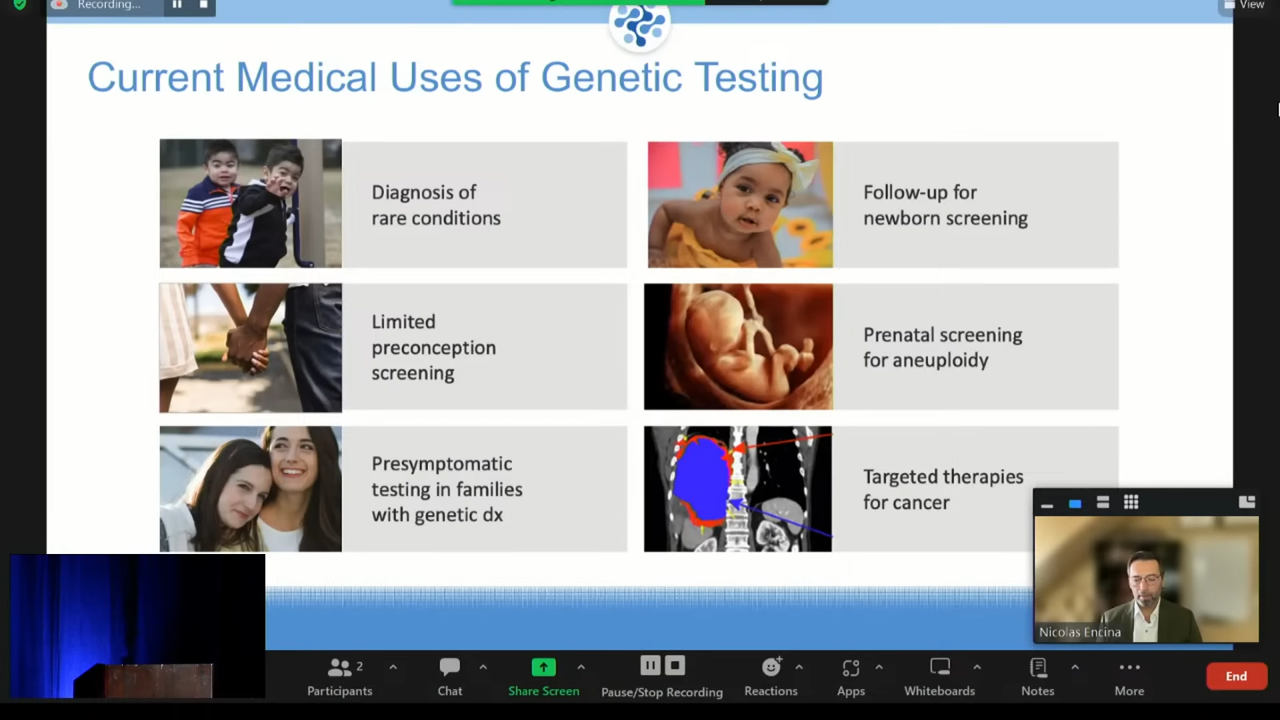 Recording...
View
Current Medical Uses of Genetic Testing
Diagnosis of
rare conditions
Follow-up for
newborn screening
Limited
preconception
screening
Prenatal screening
for aneuploidy
Presymptomatic
testing in families
with genetic dx
Targeted therapies
for cancer
Nicolas Encina
2
Participants
Chat
Share Screen
Pause/Stop Recording
Reactions
Apps
Whiteboards
Notes
More
End